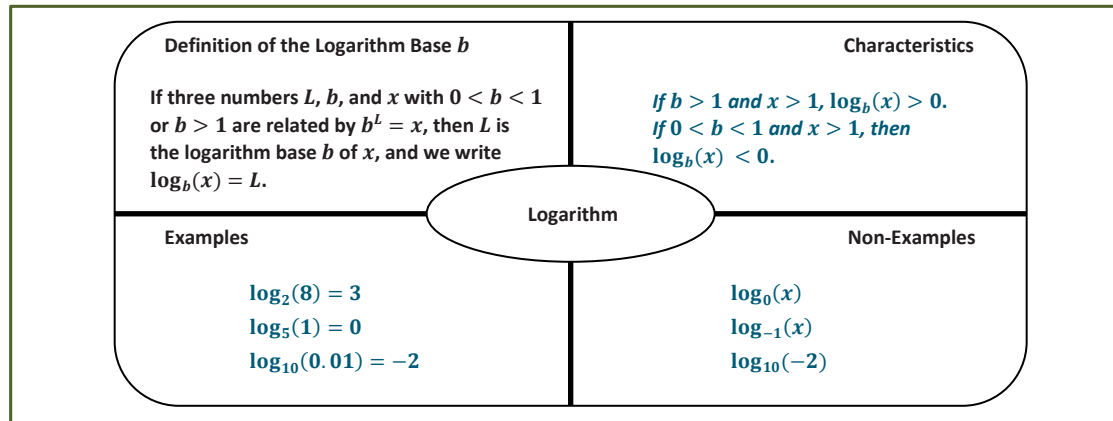 Definition of the Logarithm Base b
If three numbers L, b, and x with 0 < b < 1
or b > 1 are related by b^L = x, then L is
the logarithm base b of x, and we write
log_b(x) = L.
Characteristics
If b > 1 and x > 1, log_b(x) > 0.
If 0 < b < 1 and x > 1, then
log_b(x) < 0.
Logarithm
Examples
log_2(8) = 3
log_5(1) = 0
log_10(0.01) = −2
Non-Examples
log_0(x)
log_−1(x)
log_10(−2)